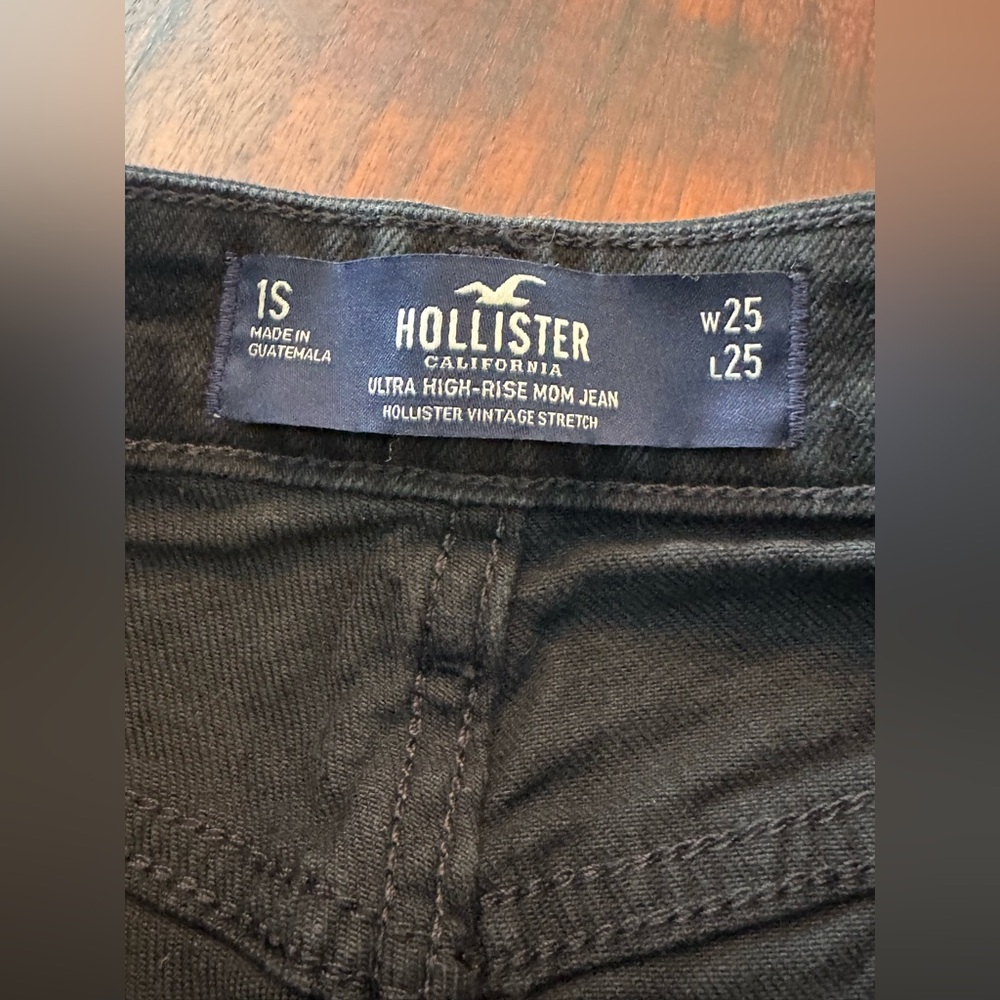 1S
MADE IN
GUATEMALA
HOLLISTER
CALIFORNIA
ULTRA HIGH-RISE MOM JEAN
HOLLISTER VINTAGE STRETCH
W25
L25